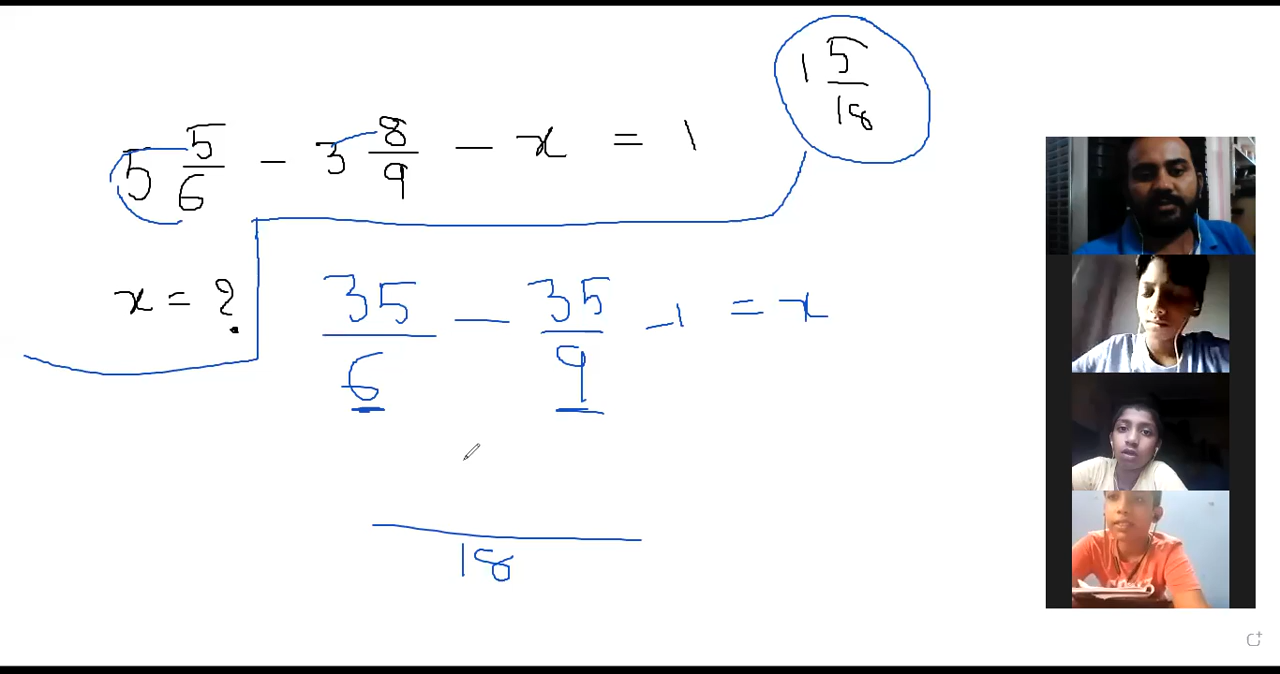 1 5/18
5 5/6 - 3 8/9 - x = 1
x = ?
35/6 - 35/9 - 1 = x
18